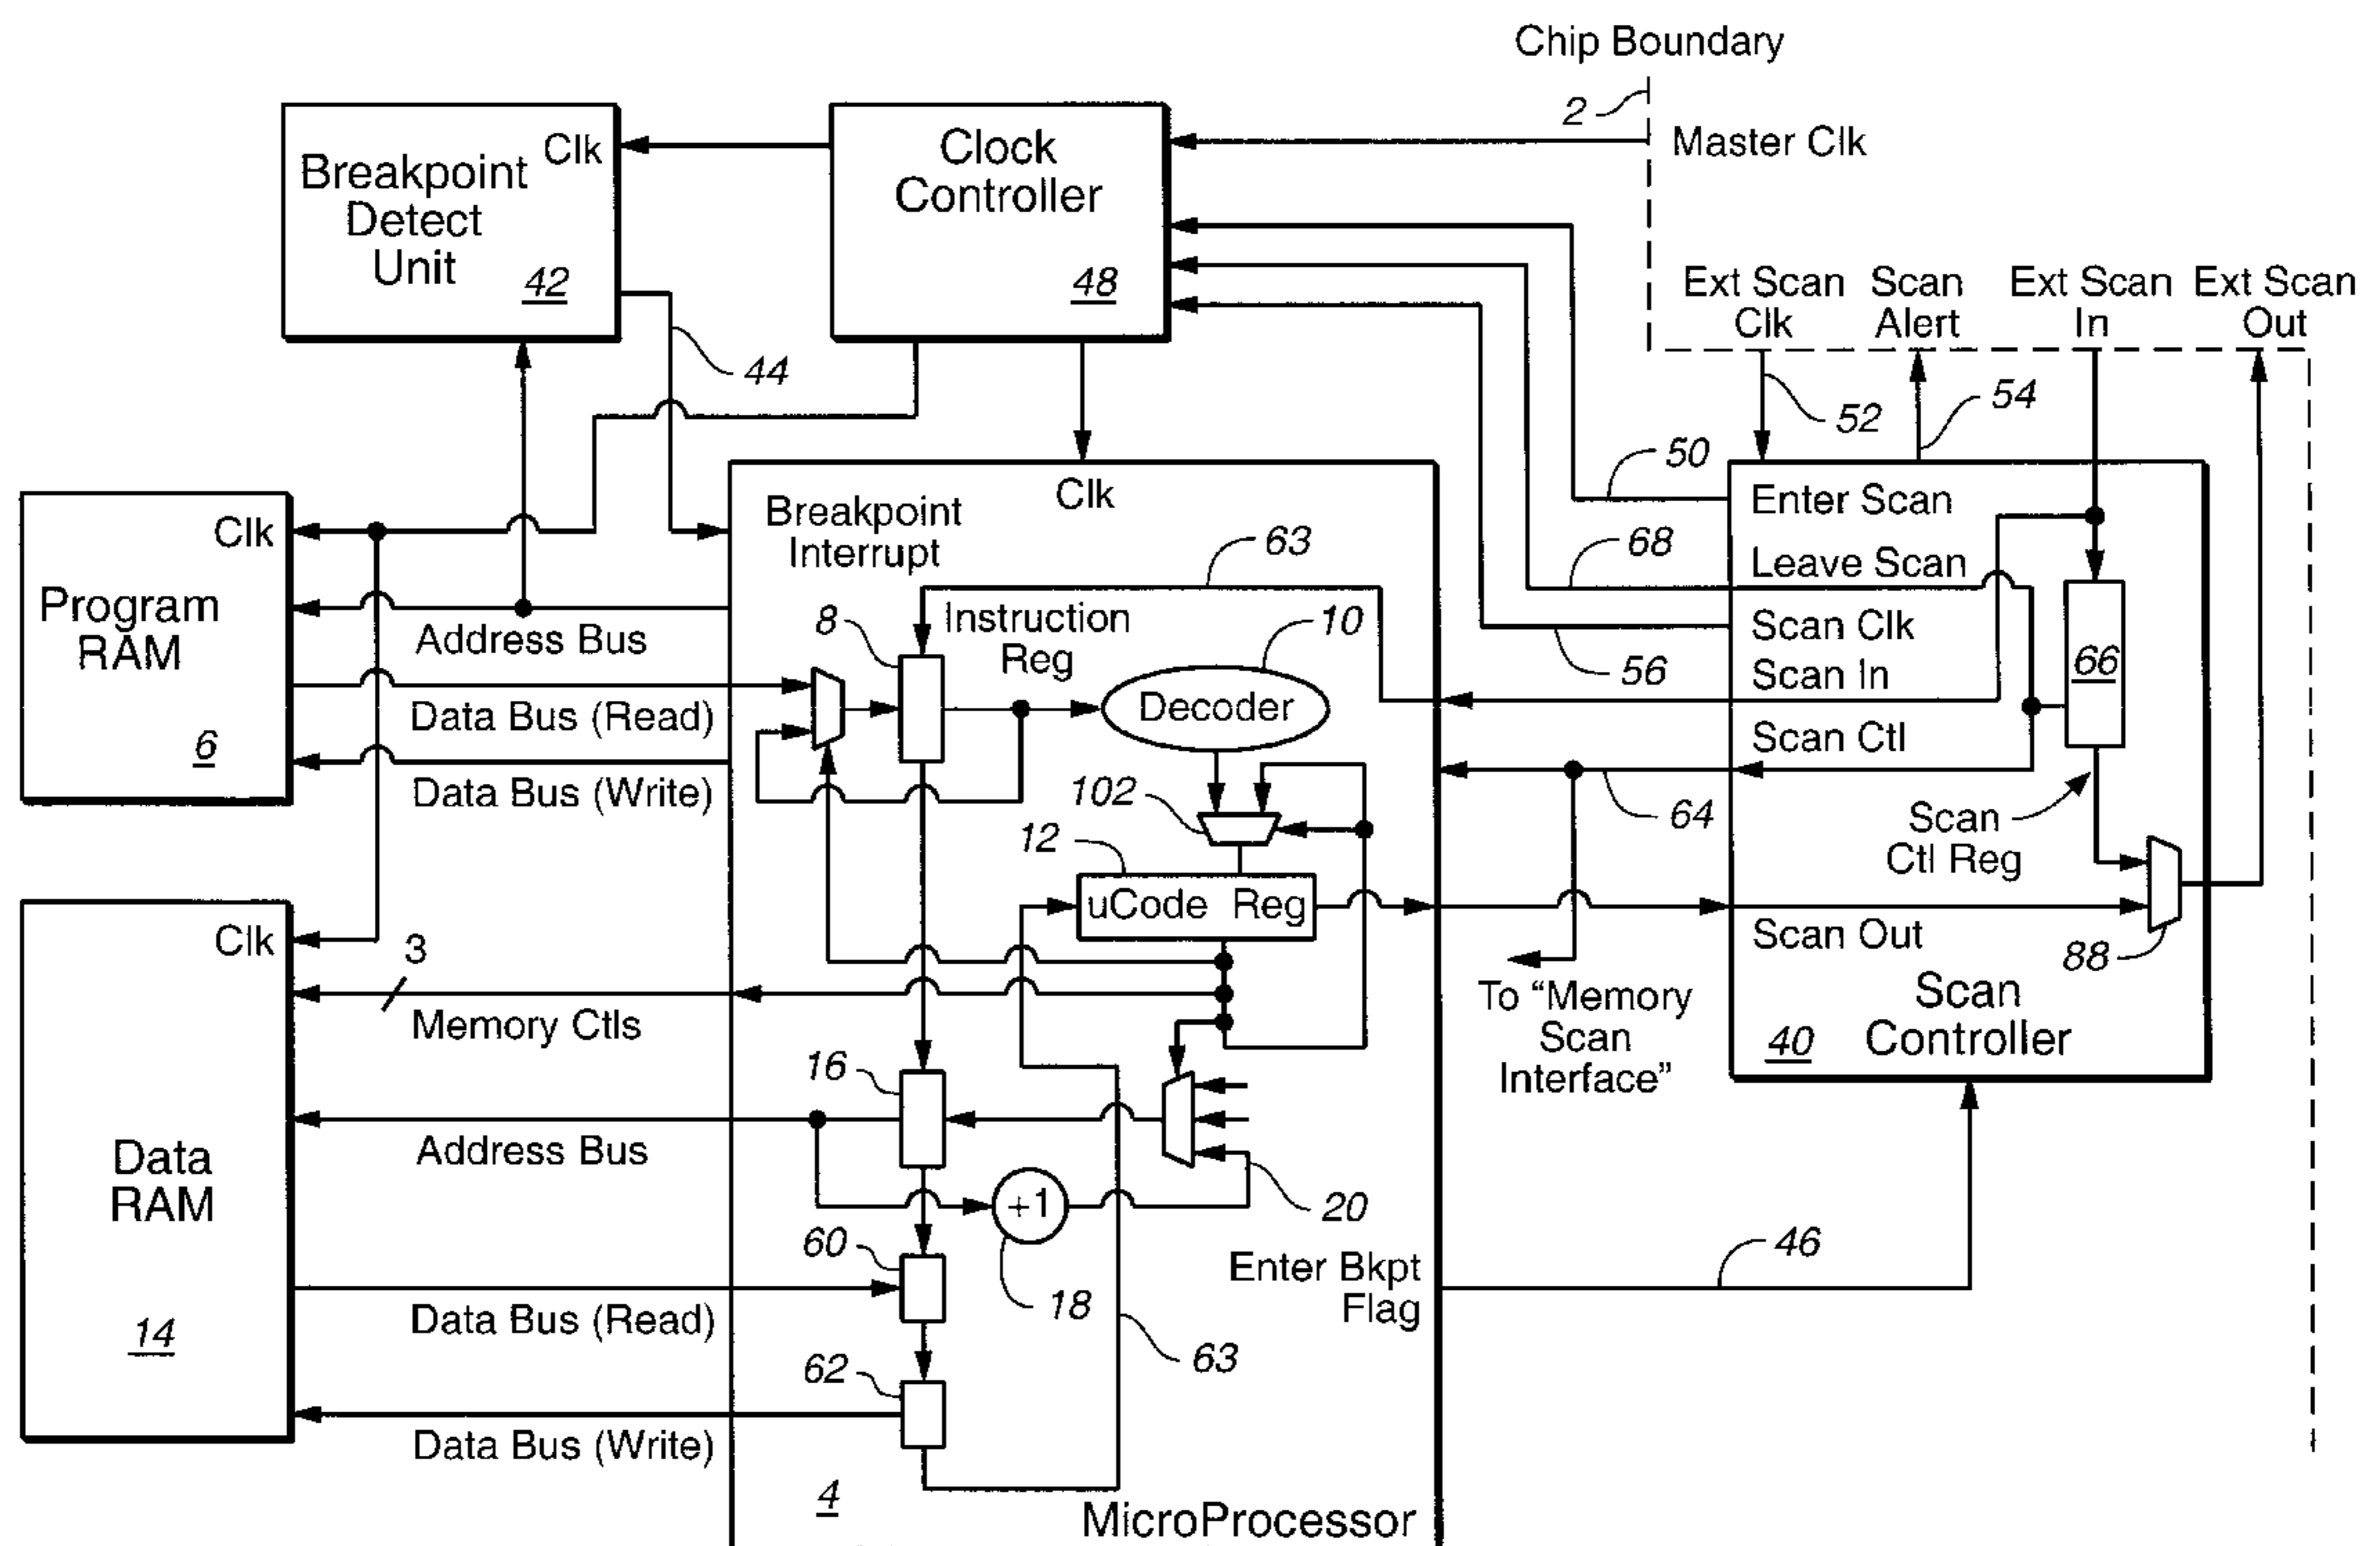 Chip Boundary
2
Master Clk
Breakpoint
Detect
Unit
Clk
42
Clock
Controller
48
44
Ext Scan
Clk
Scan
Alert
Ext Scan
In
Ext Scan
Out
52
54
50
68
56
Program
RAM
Clk
6
Address Bus
Data Bus (Read)
Data Bus (Write)
Breakpoint
Interrupt
Clk
63
8
Instruction
Reg
10
Decoder
102
12
uCode Reg
Enter Scan
Leave Scan
Scan Clk
Scan In
Scan Ctl
66
64
Scan
Ctl Reg
Scan Out
88
Scan
Controller
40
To “Memory
Scan
Interface”
Data
RAM
Clk
14
3
Memory Ctls
Address Bus
Data Bus (Read)
Data Bus (Write)
16
+1
18
20
60
62
63
Enter Bkpt
Flag
46
4
MicroProcessor